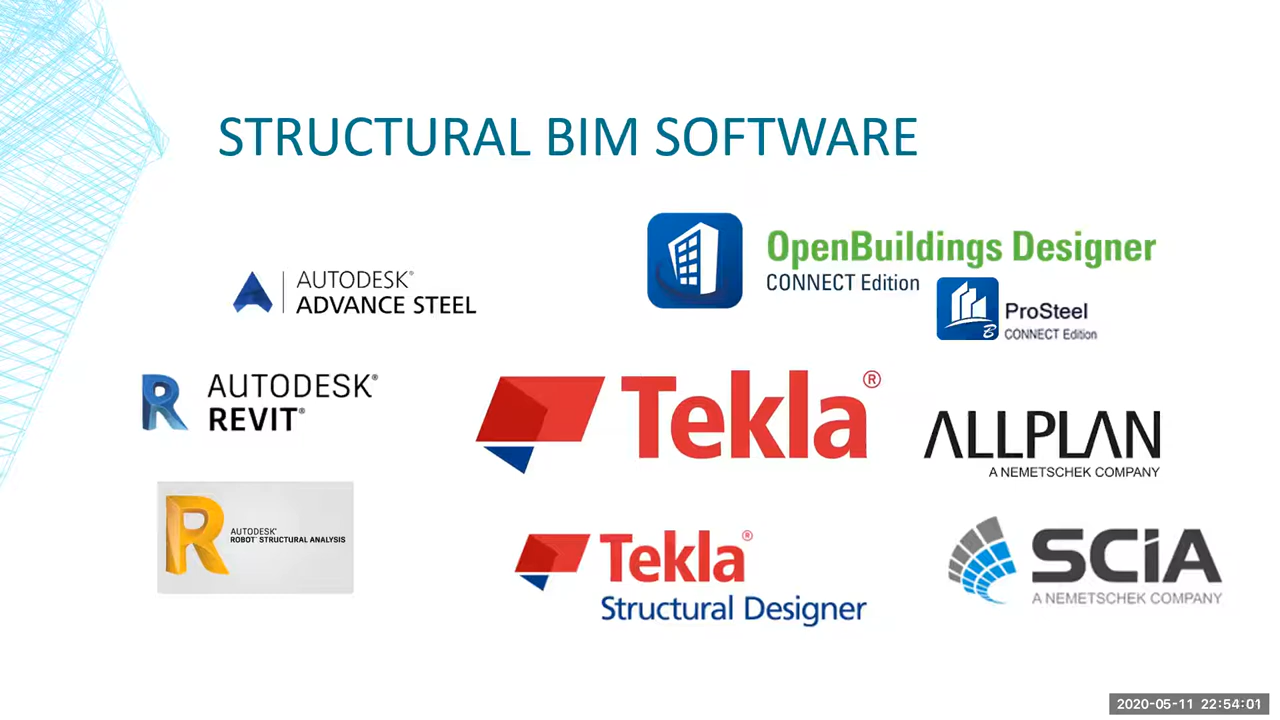 STRUCTURAL BIM SOFTWARE
OpenBuildings Designer
CONNECT Edition
AUTODESK®
ADVANCE STEEL
B
ProSteel
CONNECT Edition
AUTODESK®
REVIT®
Tekla®
ALLPLAN
A NEMETSCHEK COMPANY
AUTODESK®
ROBOT™ STRUCTURAL ANALYSIS
Tekla®
Structural Designer
SCiA
A NEMETSCHEK COMPANY
2020-05-11 22:54:01